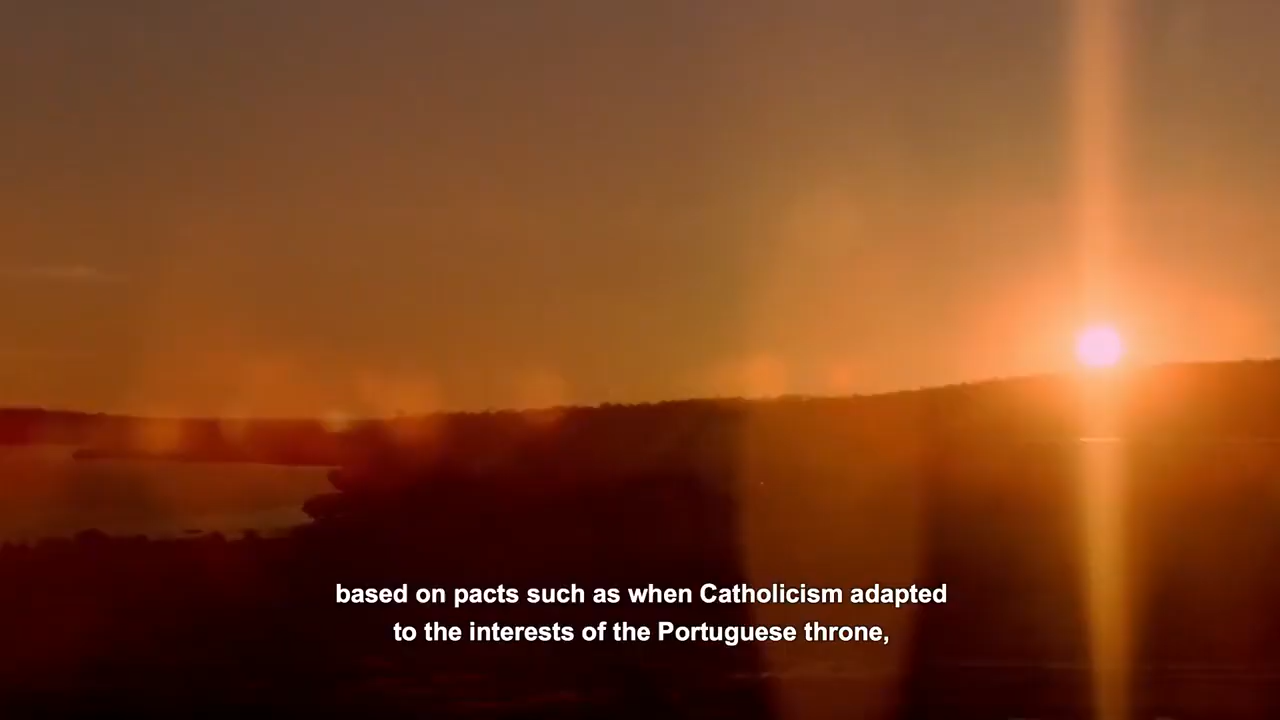 based on pacts such as when Catholicism adapted
to the interests of the Portuguese throne,